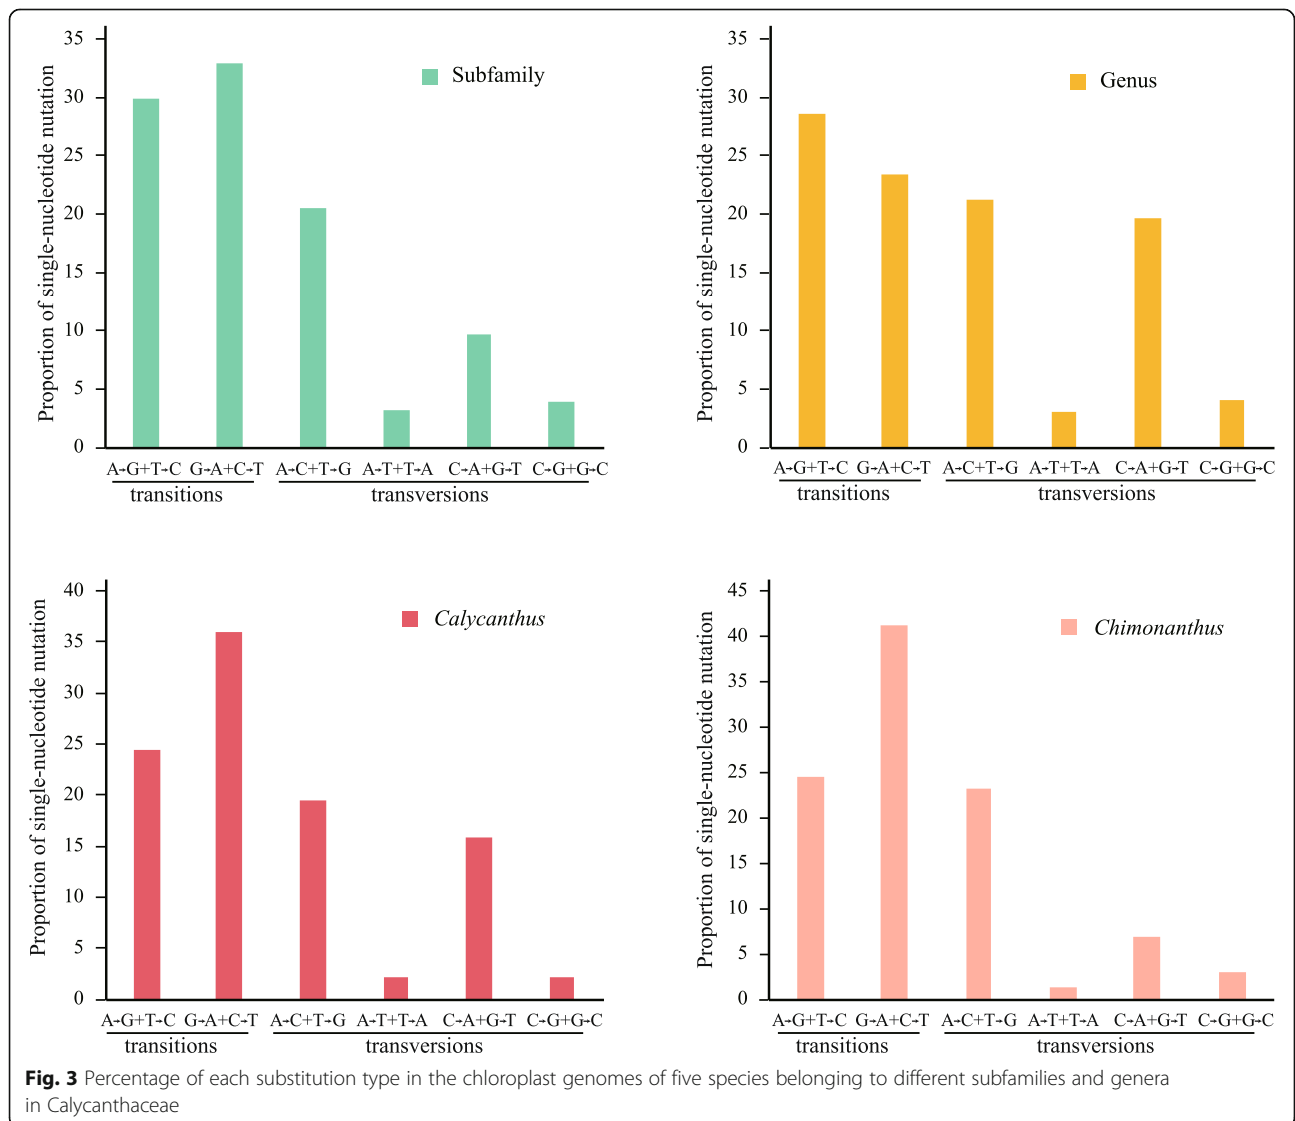 35
30
25
20
15
10
5
0
Proportion of single-nucleotide nutation
Subfamily
A→G+T→C G→A+C→T A→C+T→G A→T+T→A C→A+G→T C→G+G→C
transitions transversions
35
30
25
20
15
10
5
0
Proportion of single-nucleotide nutation
Genus
A→G+T→C G→A+C→T A→C+T→G A→T+T→A C→A+G→T C→G+G→C
transitions transversions
40
35
30
25
20
15
10
5
0
Proportion of single-nucleotide nutation
Calycanthus
A→G+T→C G→A+C→T A→C+T→G A→T+T→A C→A+G→T C→G+G→C
transitions transversions
45
40
45
30
25
20
15
10
5
0
Proportion of single-nucleotide nutation
Chimonanthus
A→G+T→C G→A+C→T A→C+T→G A→T+T→A C→A+G→T C→G+G→C
transitions transversions
Fig. 3 Percentage of each substitution type in the chloroplast genomes of five species belonging to different subfamilies and genera
in Calycanthaceae